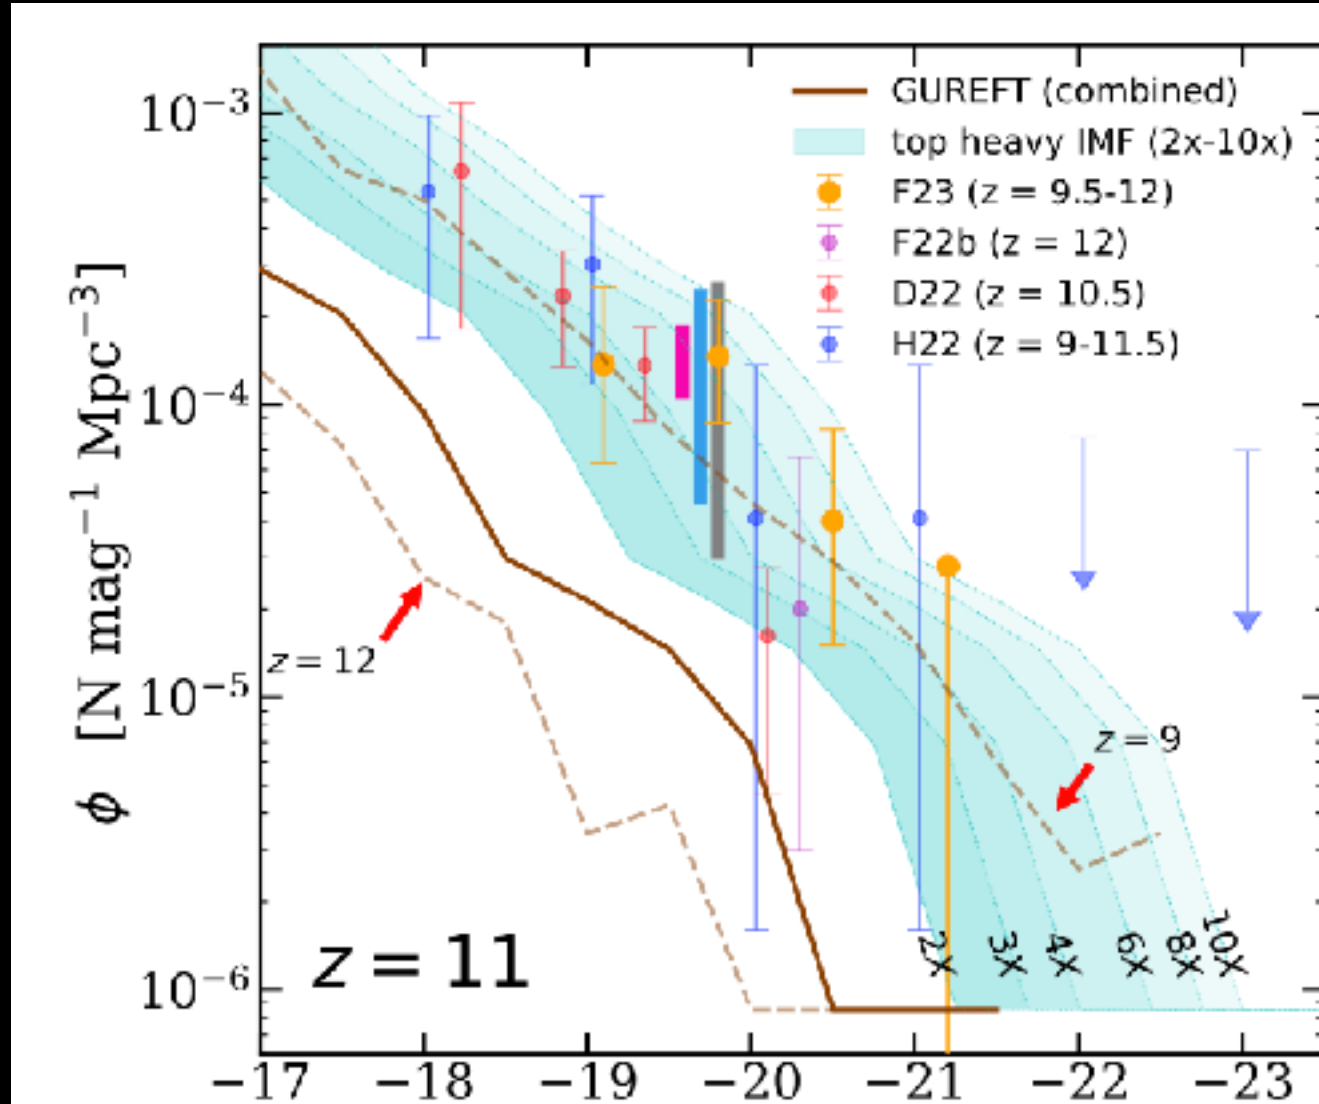 GUREFT (combined)
top heavy IMF (2x-10x)
F23 (z = 9.5-12)
F22b (z = 12)
D22 (z = 10.5)
H22 (z = 9-11.5)
10⁻³
10⁻⁴
10⁻⁵
10⁻⁶
ϕ [N mag⁻¹ Mpc⁻³]
z = 12
z = 9
z = 11
2X
3X
4X
6X
8X
10X
−17 −18 −19 −20 −21 −22 −23